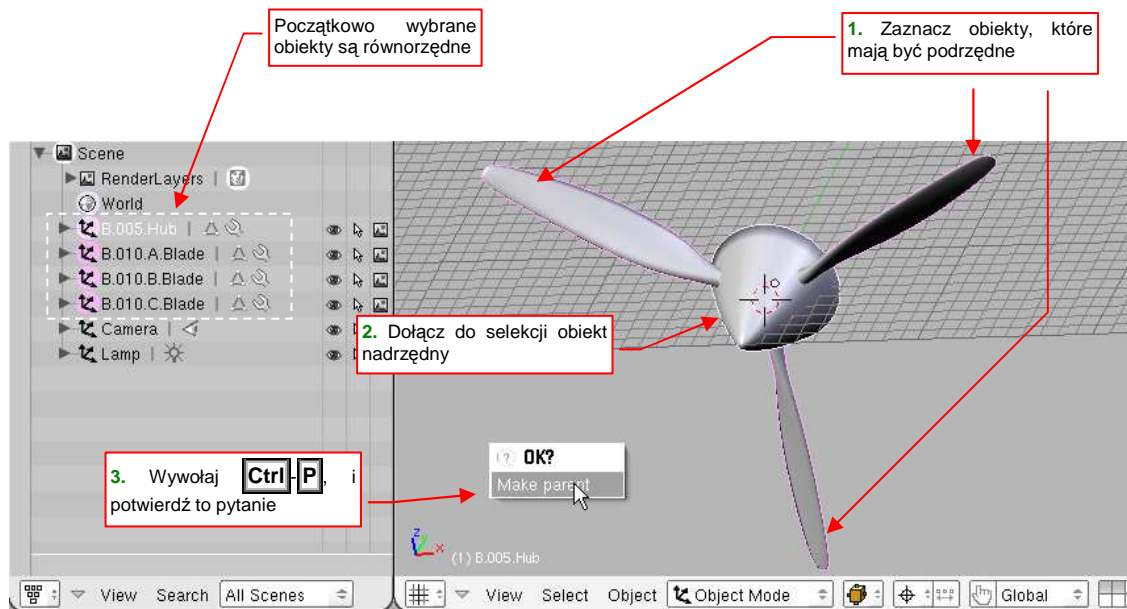 Początkowo wybrane
obiekty są równorzędne
1. Zaznacz obiekty, które
mają być podrzędne
Scene
RenderLayers |
World
B.005.Hub |
B.010.A.Blade |
B.010.B.Blade |
B.010.C.Blade |
Camera |
Lamp |
2. Dołącz do selekcji obiekt
nadrzędny
3. Wywołaj Ctrl-P, i
potwierdź to pytanie
? OK?
Make parent
z
x
(1) B.005.Hub
View Search All Scenes
View Select Object Object Mode Global